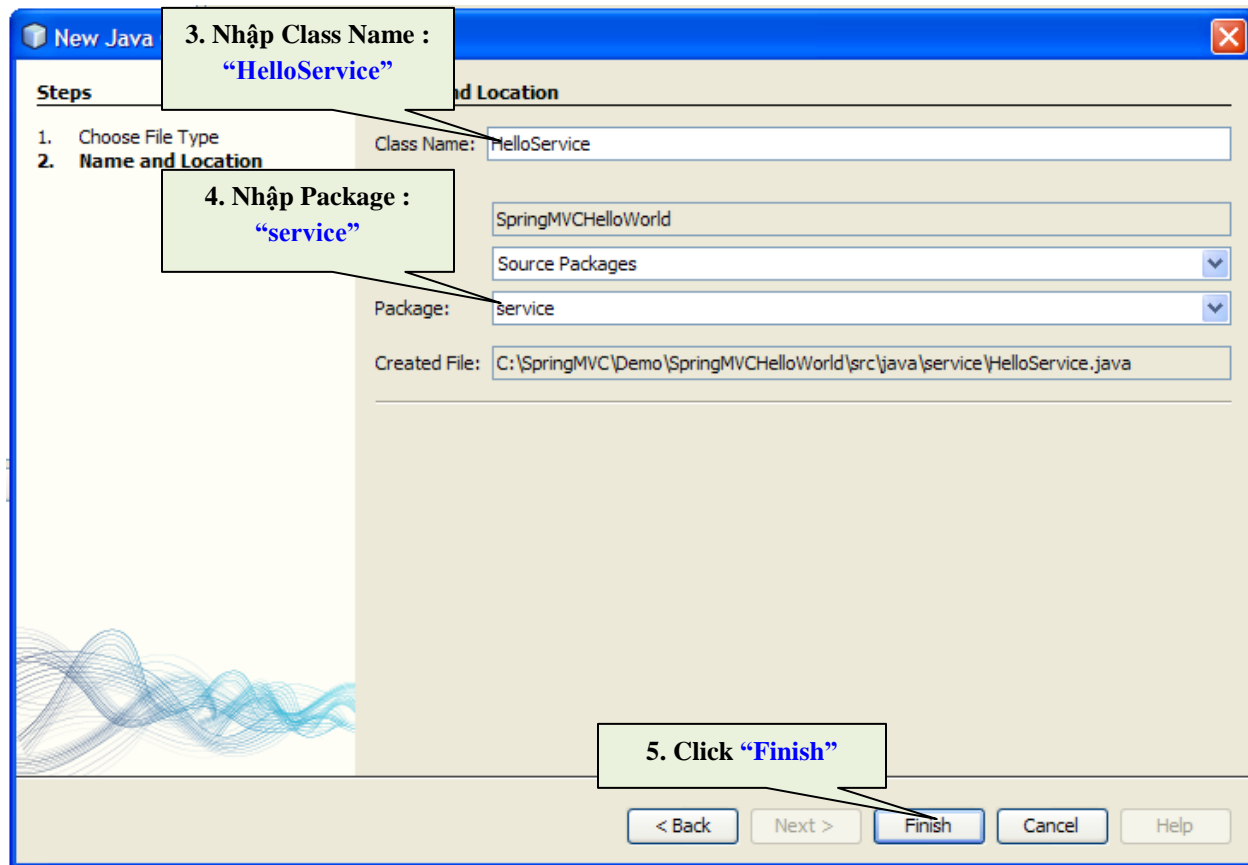 New Java
3. Nhập Class Name :
“HelloService”
Steps
nd Location
1. Choose File Type
2. Name and Location
Class Name: HelloService
4. Nhập Package :
“service”
SpringMVCHelloWorld
Source Packages
Package: service
Created File: C:\SpringMVC\Demo\SpringMVCHelloWorld\src\java\service\HelloService.java
5. Click “Finish”
< Back Next > Finish Cancel Help